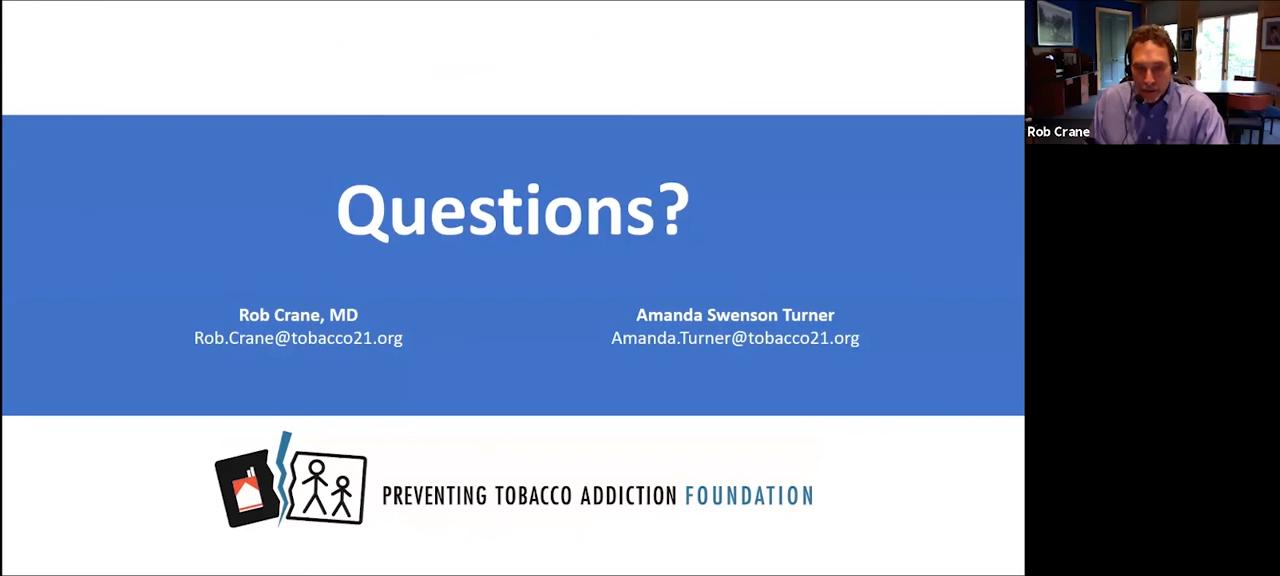 Questions?
Rob Crane, MD
Rob.Crane@tobacco21.org
Amanda Swenson Turner
Amanda.Turner@tobacco21.org
PREVENTING TOBACCO ADDICTION FOUNDATION
Rob Crane